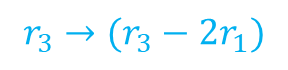 r₃ → (r₃ − 2r₁)